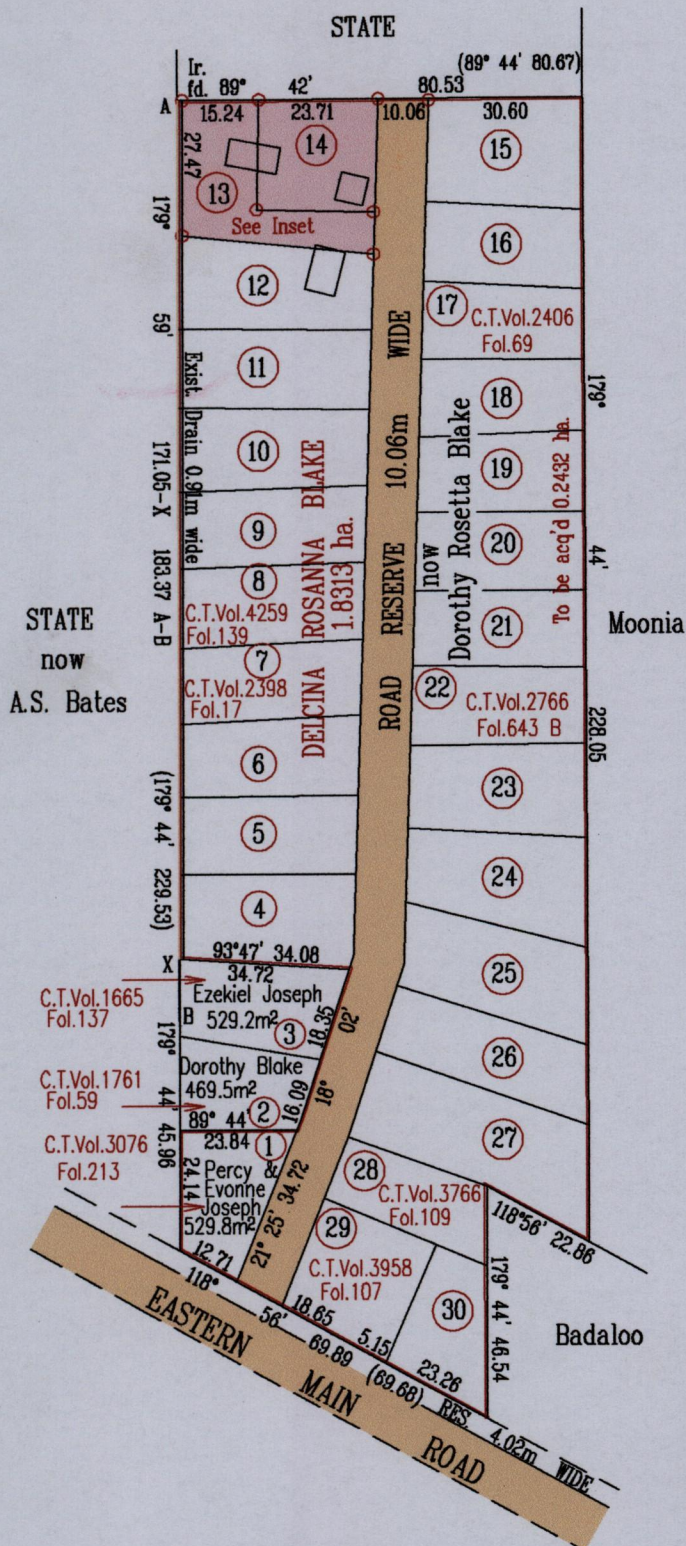 STATE
(89° 44' 80.67)
Ir.
fd. 89° 42' 80.53
A 15.24 23.71 10.06 30.60
27.47
14
15
13
179°
See Inset
16
12
17
C.T.Vol.2406
Fol.69
59'
11
18
179°
Exist. Drain 0.91m wide
10
19
171.05-X
9
20
44'
183.37 A-B
8
C.T.Vol.4259
Fol.139
21
STATE
now
A.S. Bates
Moonia
7
C.T.Vol.2398
Fol.17
22
C.T.Vol.2766
Fol.643 B
228.05
DELCINA ROSANNA BLAKE
1.8313 ha.
ROAD RESERVE 10.06m WIDE
now
Dorothy Rosetta Blake
To be acq'd 0.2432 ha.
6
23
(179° 44' 229.53)
5
24
4
93°47' 34.08
X
34.72
25
C.T.Vol.1665
Fol.137
Ezekiel Joseph
B 529.2m²
3
18.35
02'
26
179°
C.T.Vol.1761
Fol.59
Dorothy Blake
469.5m²
2
16.09
18°
27
44'
89° 44'
45.96
23.84
1
C.T.Vol.3076
Fol.213
24.14
Percy &
Evonne
Joseph
529.8m²
21° 25' 34.72
28
C.T.Vol.3766
Fol.109
118°56' 22.86
29
C.T.Vol.3958
Fol.107
30
179° 44' 46.54
Badaloo
12.71
118° 56' 69.89 (69.68) RES. 4.02m WIDE
18.65
5.15
23.26
EASTERN MAIN ROAD